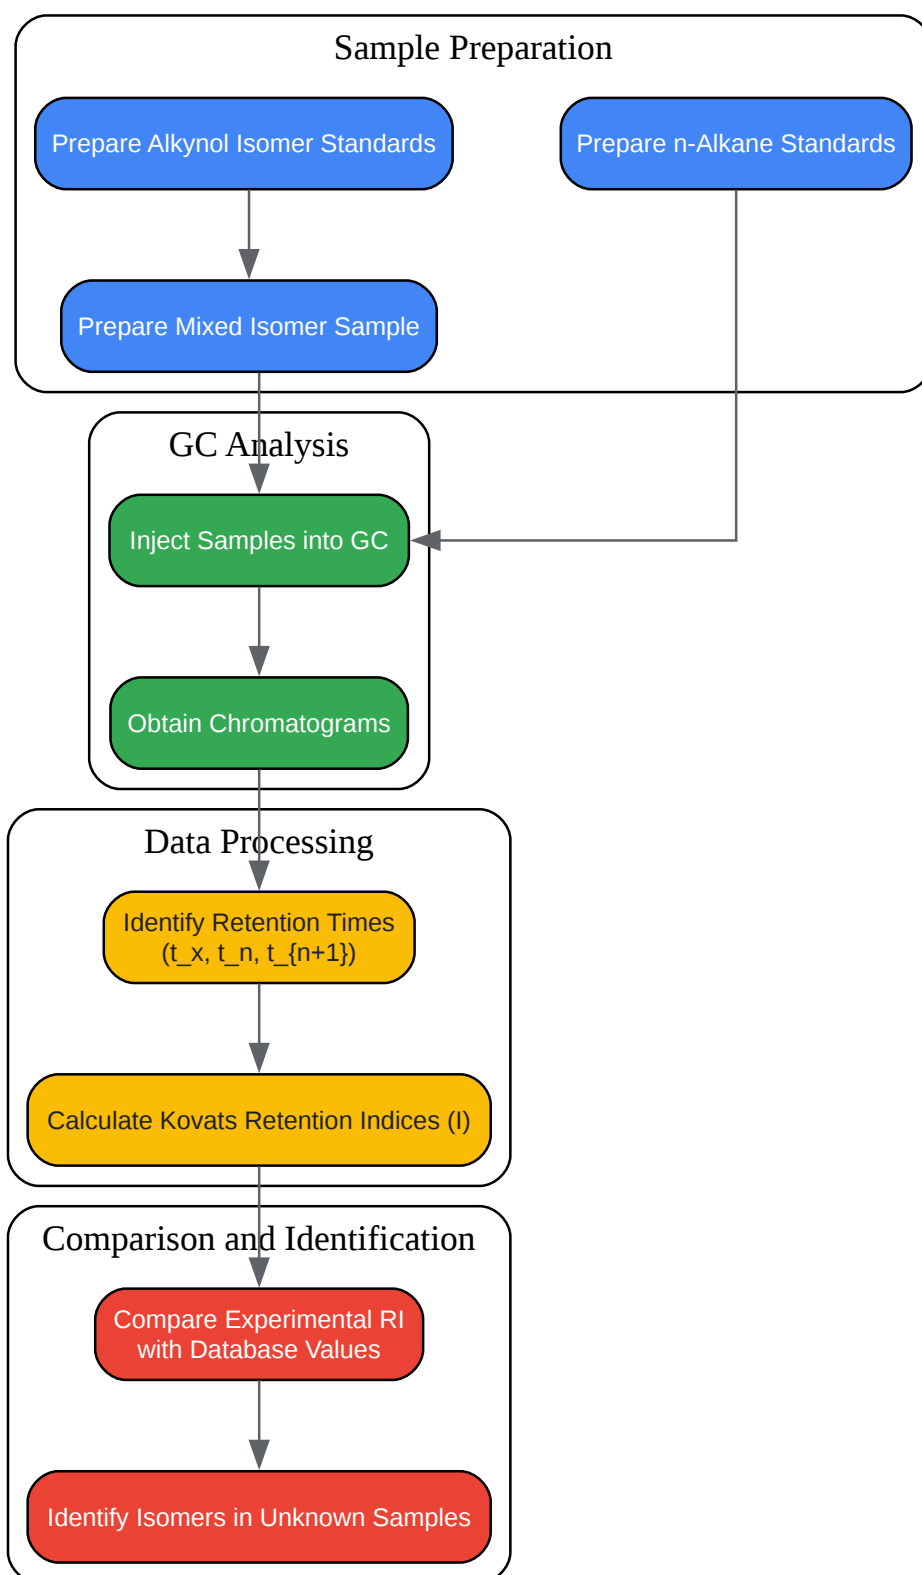 Sample Preparation
Prepare Alkynol Isomer Standards
Prepare n-Alkane Standards
Prepare Mixed Isomer Sample
GC Analysis
Inject Samples into GC
Obtain Chromatograms
Data Processing
Identify Retention Times
(t_x, t_n, t_{n+1})
Calculate Kovats Retention Indices (I)
Comparison and Identification
Compare Experimental RI
with Database Values
Identify Isomers in Unknown Samples